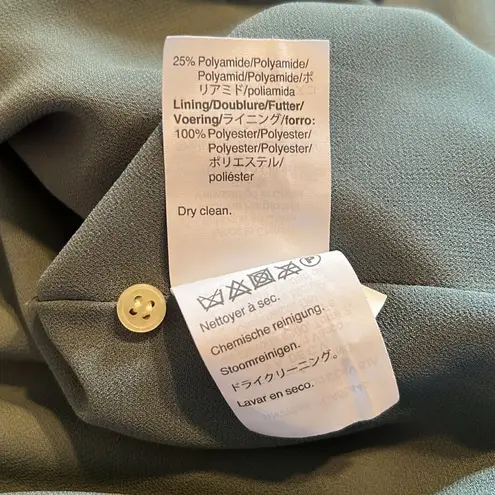 25% Polyamide/Polyamide/
Polyamid/Polyamide/ポ
リアミド/poliamida
Lining/Doublure/Futter/
Voering/ライニング/forro:
100% Polyester/Polyester/
Polyester/Polyester/
ポリエステル/
poliéster
Dry clean.
Nettoyer à sec.
Chemische reinigung.
Stoomreinigen.
ドライクリーニング。
Lavar en seco.